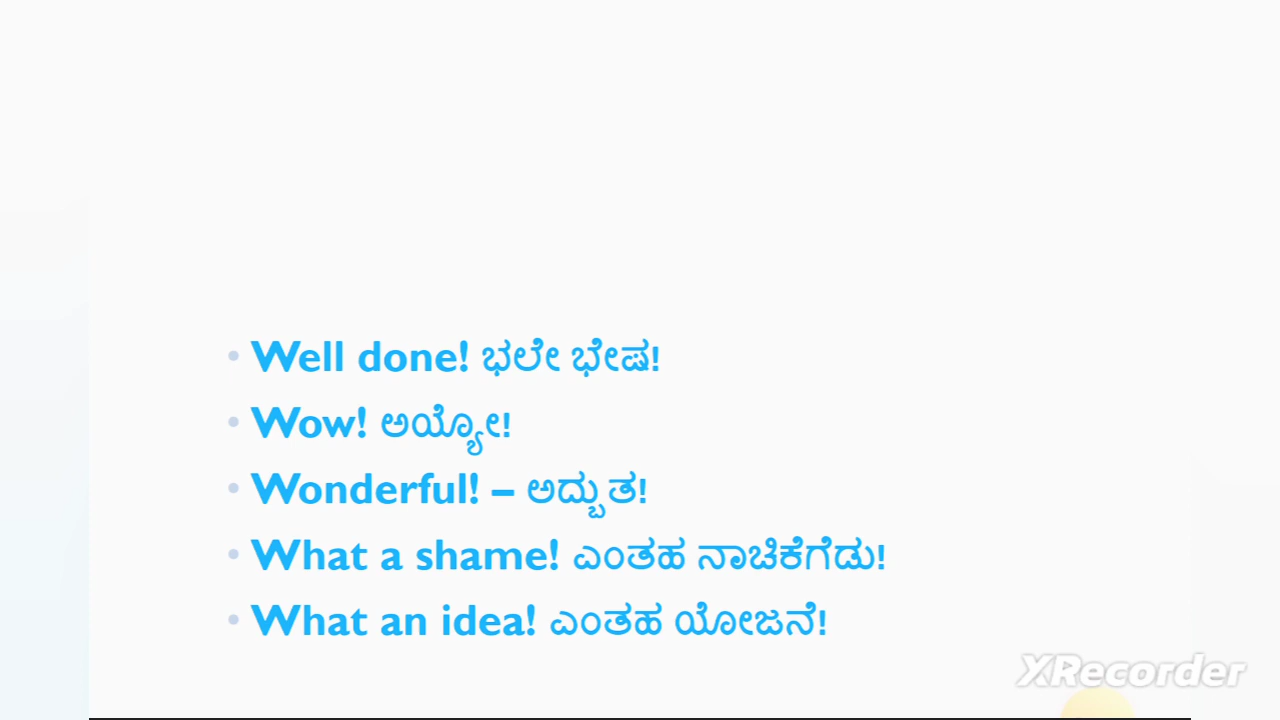 • Well done! ಭಲೇ ಭೇಷ!
• Wow! ಅಯ್ಯೋ!
• Wonderful! – ಅದ್ಬುತ!
• What a shame! ಎಂತಹ ನಾಚಿಕೆಗೆಡು!
• What an idea! ಎಂತಹ ಯೋಜನೆ!
XRecorder